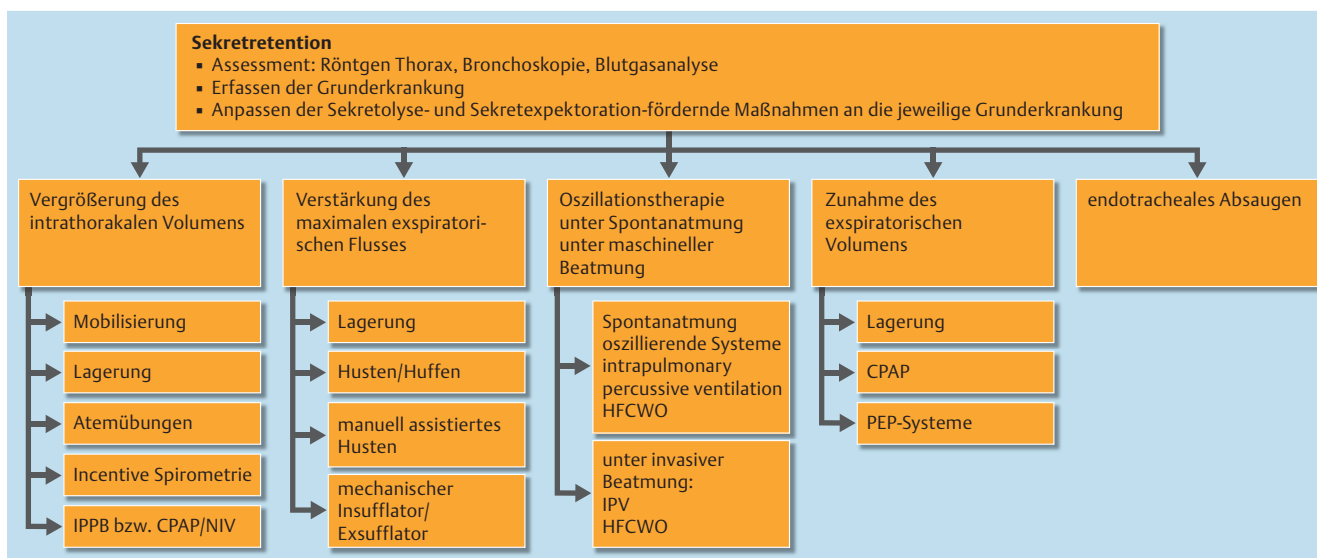 Sekretretention
▪ Assessment: Röntgen Thorax, Bronchoskopie, Blutgasanalyse
▪ Erfassen der Grunderkrankung
▪ Anpassen der Sekretolyse- und Sekretexpektoration-fördernde Maßnahmen an die jeweilige Grunderkrankung
Vergrößerung des
intrathorakalen Volumens
Mobilisierung
Lagerung
Atemübungen
Incentive Spirometrie
IPPB bzw. CPAP/NIV
Verstärkung des
maximalen exspiratori-
schen Flusses
Lagerung
Husten/Huffen
manuell assistiertes
Husten
mechanischer
Insufflator/
Exsufflator
Oszillationstherapie
unter Spontanatmung
unter maschineller
Beatmung
Spontanatmung
oszillierende Systeme
intrapulmonary
percussive ventilation
HFCWO
unter invasiver
Beatmung:
IPV
HFCWO
Zunahme des
exspiratorischen
Volumens
Lagerung
CPAP
PEP-Systeme
endotracheales Absaugen